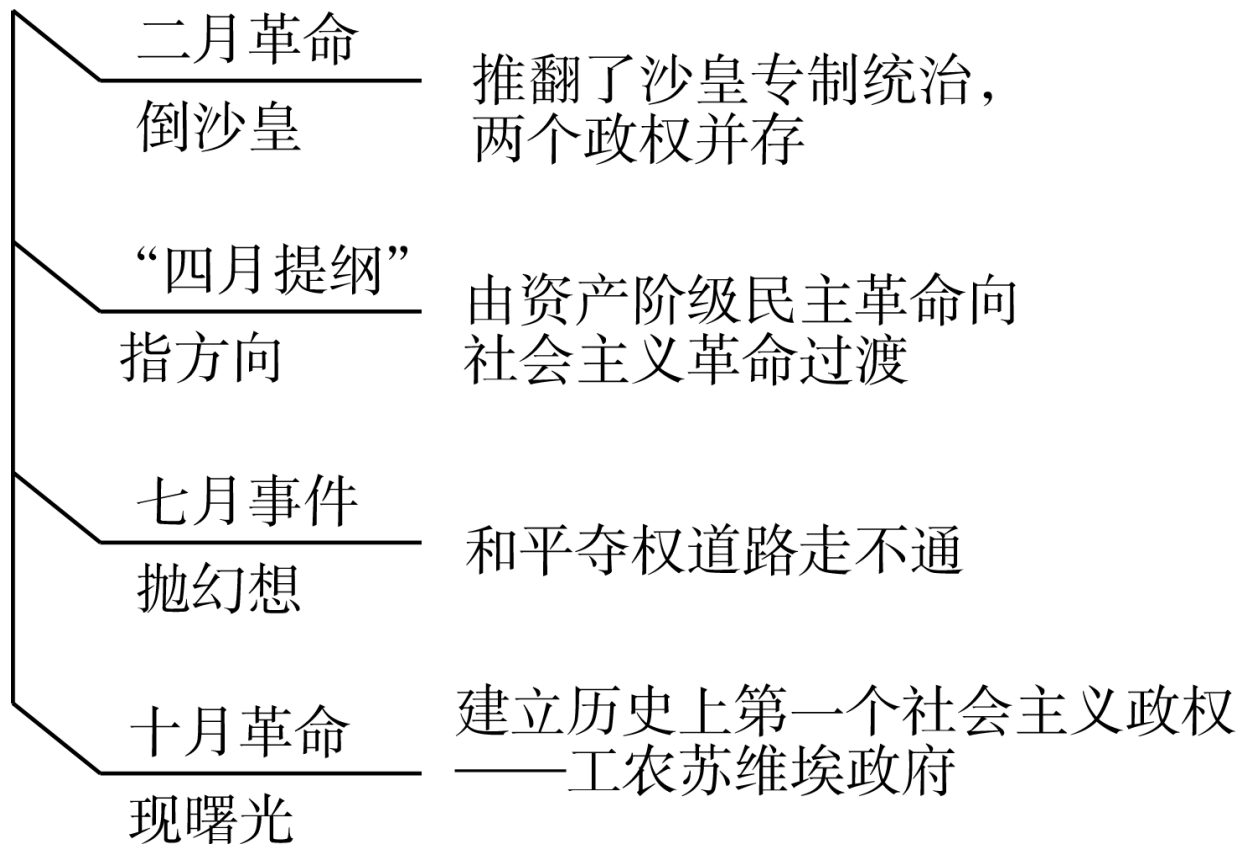 二月革命
倒沙皇
推翻了沙皇专制统治，
两个政权并存
“四月提纲”
指方向
由资产阶级民主革命向
社会主义革命过渡
七月事件
抛幻想
和平夺权道路走不通
十月革命
现曙光
建立历史上第一个社会主义政权
——工农苏维埃政府